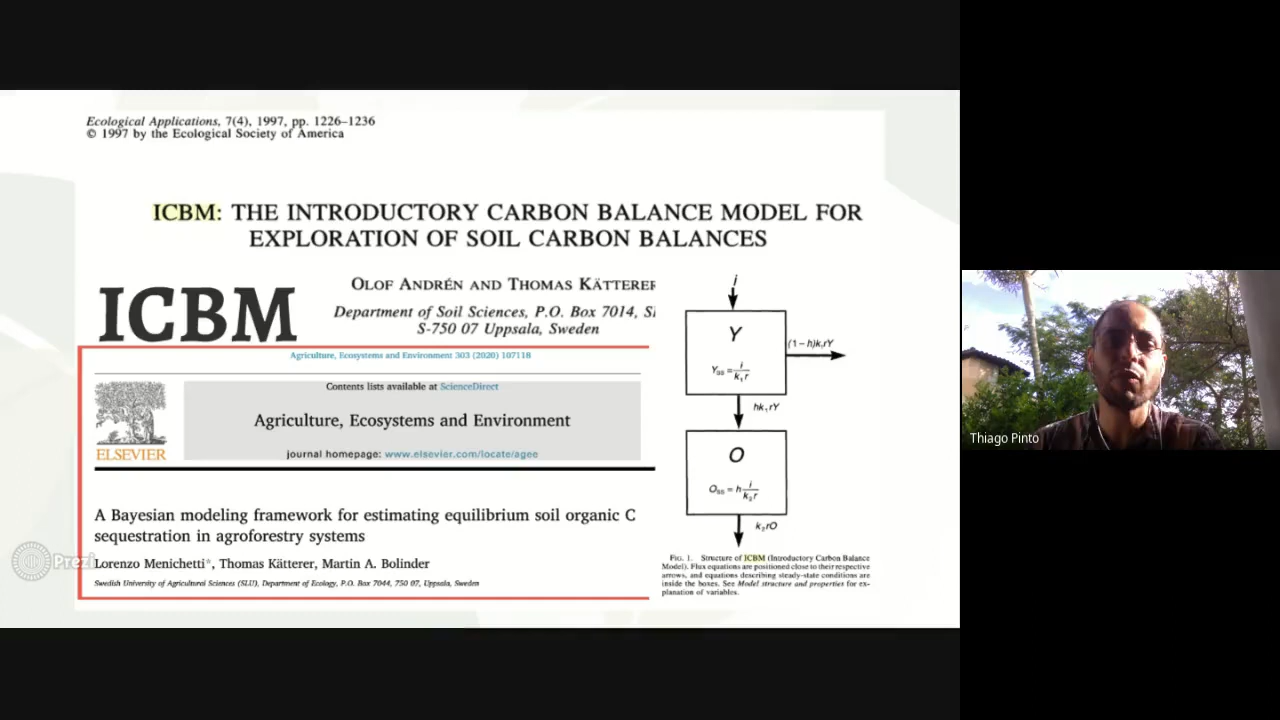 Ecological Applications, 7(4), 1997, pp. 1226–1236
© 1997 by the Ecological Society of America
ICBM: THE INTRODUCTORY CARBON BALANCE MODEL FOR
EXPLORATION OF SOIL CARBON BALANCES
ICBM
OLOF ANDRÉN AND THOMAS KÄTTERER
Department of Soil Sciences, P.O. Box 7014,
S-750 07 Uppsala, Sweden
Agriculture, Ecosystems and Environment 303 (2020) 107118
Contents lists available at ScienceDirect
Agriculture, Ecosystems and Environment
ELSEVIER
journal homepage: www.elsevier.com/locate/agee
A Bayesian modeling framework for estimating equilibrium soil organic C
sequestration in agroforestry systems
Lorenzo Menichetti*, Thomas Kätterer, Martin A. Bolinder
Swedish University of Agricultural Sciences (SLU), Department of Ecology, P.O. Box 7044, 750 07, Uppsala, Sweden
Prezi
i
Y
Yss = i/k1r
(1−h)k1rY
hk1rY
O
Oss = h i/k2r
k2rO
FIG. 1. Structure of ICBM (Introductory Carbon Balance
Model). Flux equations are positioned close to their respective
arrows, and equations describing steady-state conditions are
inside the boxes. See Model structure and properties for ex-
planation of variables.
Thiago Pinto